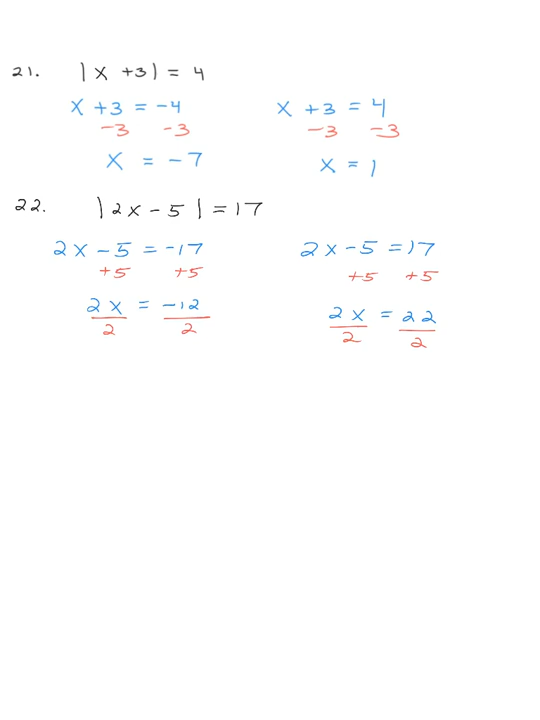 21. |x +3| = 4
x +3 = -4 x +3 = 4
-3 -3 -3 -3
x = -7 x = 1
22. |2x - 5| = 17
2x - 5 = -17 2x - 5 = 17
+5 +5 +5 +5
2x = -12 2x = 22
2 2 2 2